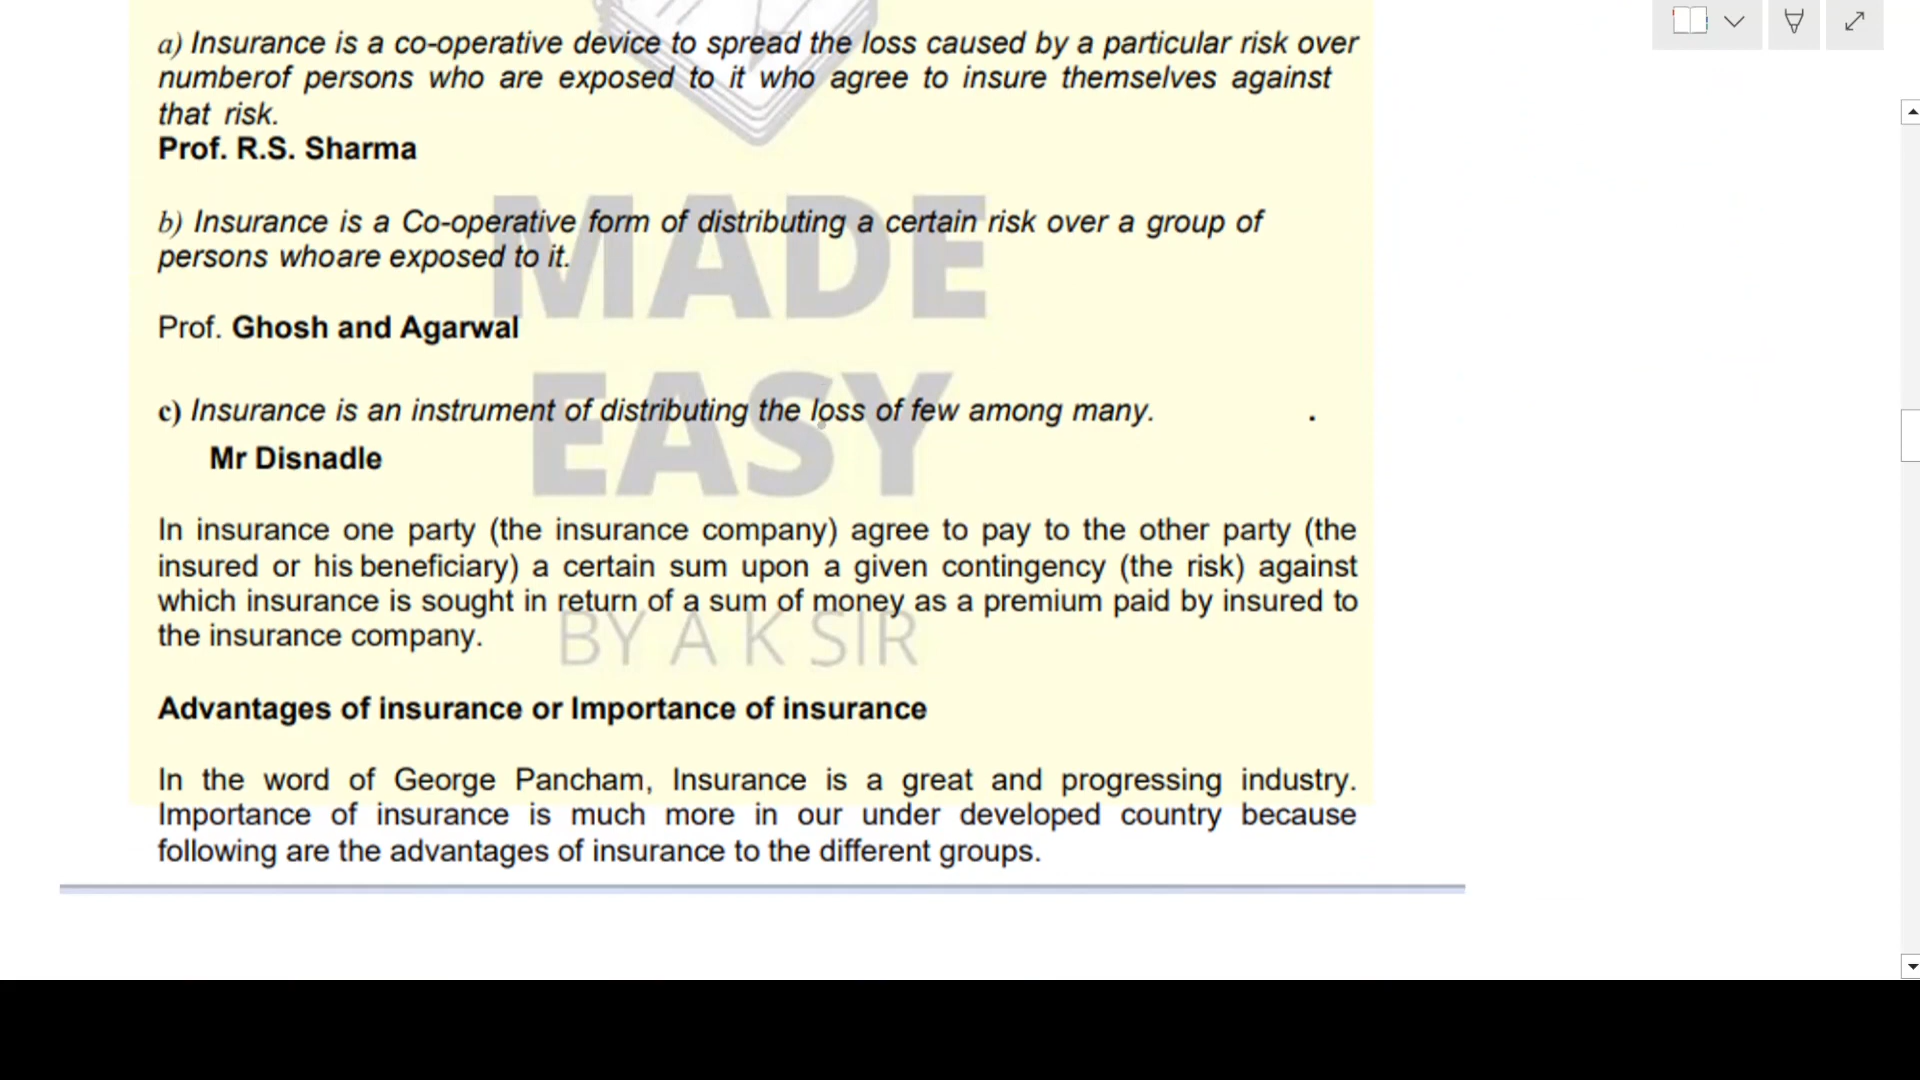 a) Insurance is a co-operative device to spread the loss caused by a particular risk over
numberof persons who are exposed to it who agree to insure themselves against
that risk.
Prof. R.S. Sharma
b) Insurance is a Co-operative form of distributing a certain risk over a group of
persons whoare exposed to it.
MADE
Prof. Ghosh and Agarwal
EASY
c) Insurance is an instrument of distributing the loss of few among many. .
Mr Disnadle
In insurance one party (the insurance company) agree to pay to the other party (the
insured or his beneficiary) a certain sum upon a given contingency (the risk) against
which insurance is sought in return of a sum of money as a premium paid by insured to
the insurance company.
BY A K SIR
Advantages of insurance or Importance of insurance
In the word of George Pancham, Insurance is a great and progressing industry.
Importance of insurance is much more in our under developed country because
following are the advantages of insurance to the different groups.